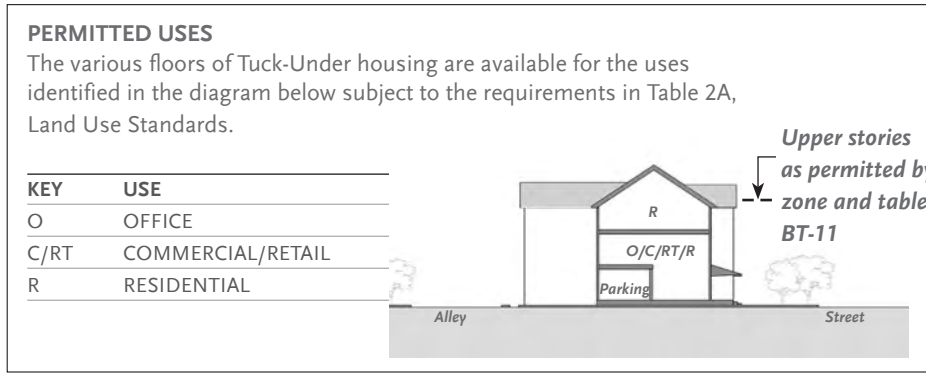 PERMITTED USES
The various floors of Tuck-Under housing are available for the uses
identified in the diagram below subject to the requirements in Table 2A,
Land Use Standards.
KEY USE
O OFFICE
C/RT COMMERCIAL/RETAIL
R RESIDENTIAL
Upper stories
as permitted by
zone and table
BT-11
R
O/C/RT/R
Parking
Alley
Street